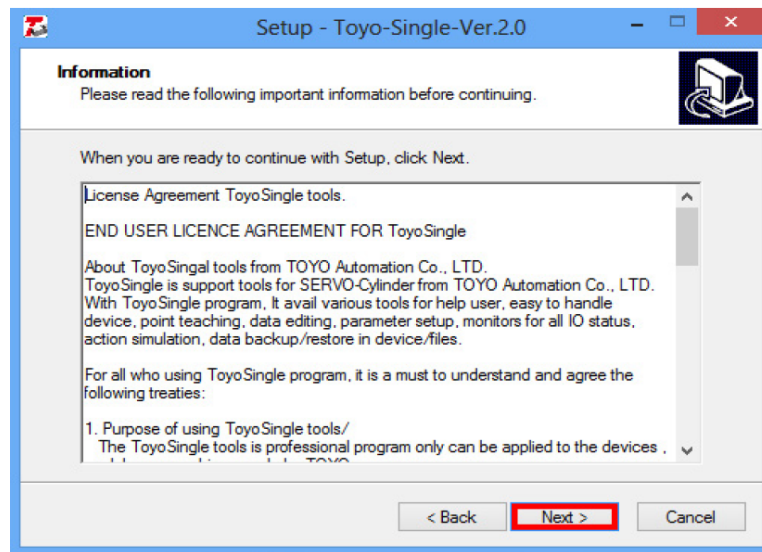 Setup - Toyo-Single-Ver.2.0
Information
Please read the following important information before continuing.
When you are ready to continue with Setup, click Next.
License Agreement ToyoSingle tools.
END USER LICENCE AGREEMENT FOR ToyoSingle
About ToyoSingal tools from TOYO Automation Co., LTD.
ToyoSingle is support tools for SERVO-Cylinder from TOYO Automation Co., LTD.
With ToyoSingle program, It avail various tools for help user, easy to handle
device, point teaching, data editing, parameter setup, monitors for all IO status,
action simulation, data backup/restore in device/files.
For all who using ToyoSingle program, it is a must to understand and agree the
following treaties:
1. Purpose of using ToyoSingle tools/
The ToyoSingle tools is professional program only can be applied to the devices ,
TOYO
< Back
Next >
Cancel